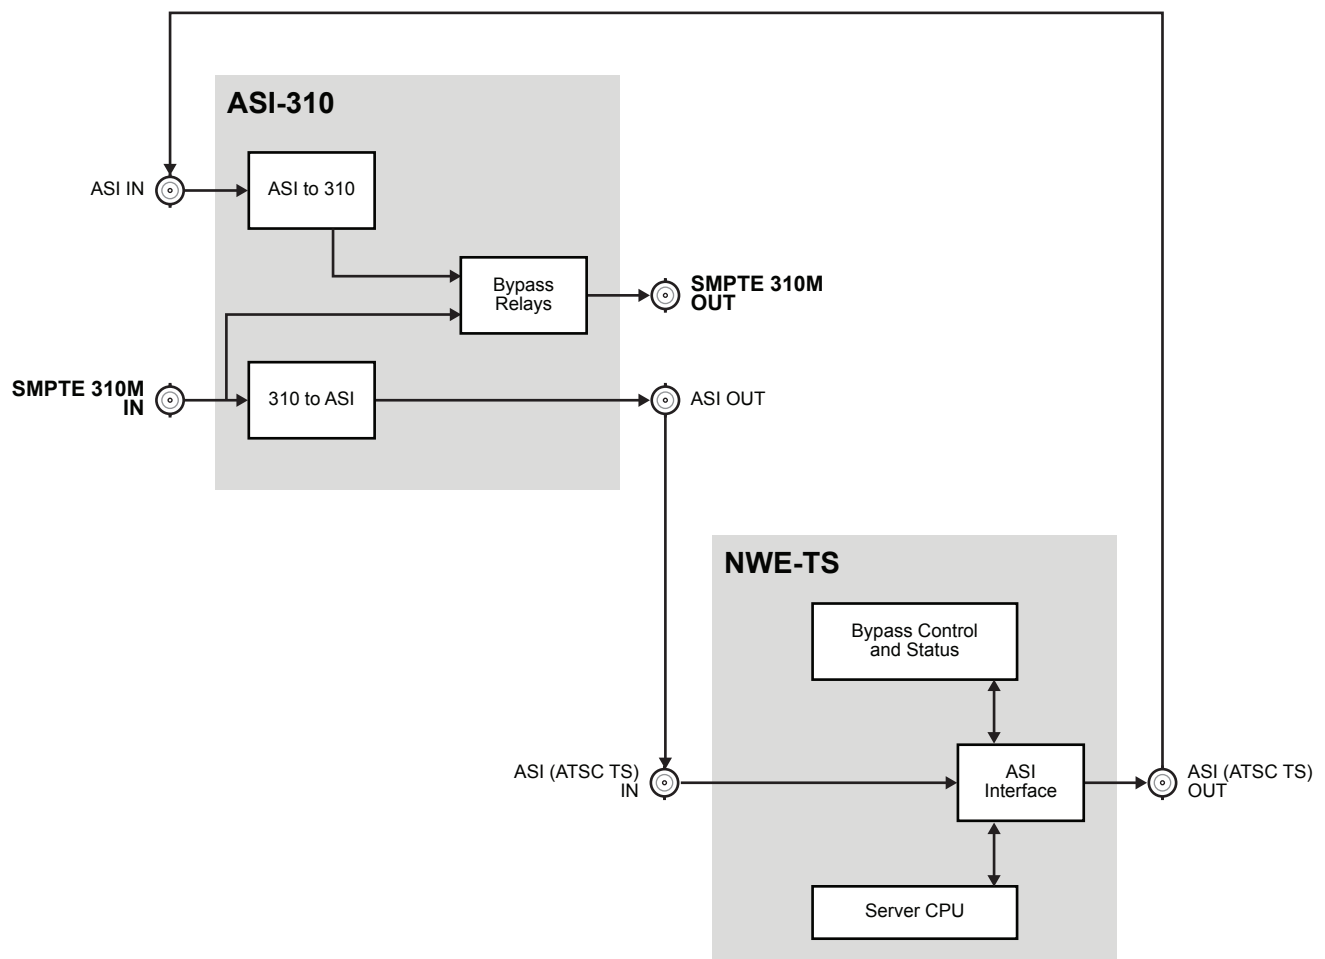 ASI-310
ASI IN
ASI to 310
Bypass
Relays
SMPTE 310M
OUT
SMPTE 310M
IN
310 to ASI
ASI OUT
NWE-TS
Bypass Control
and Status
ASI (ATSC TS)
IN
ASI
Interface
ASI (ATSC TS)
OUT
Server CPU